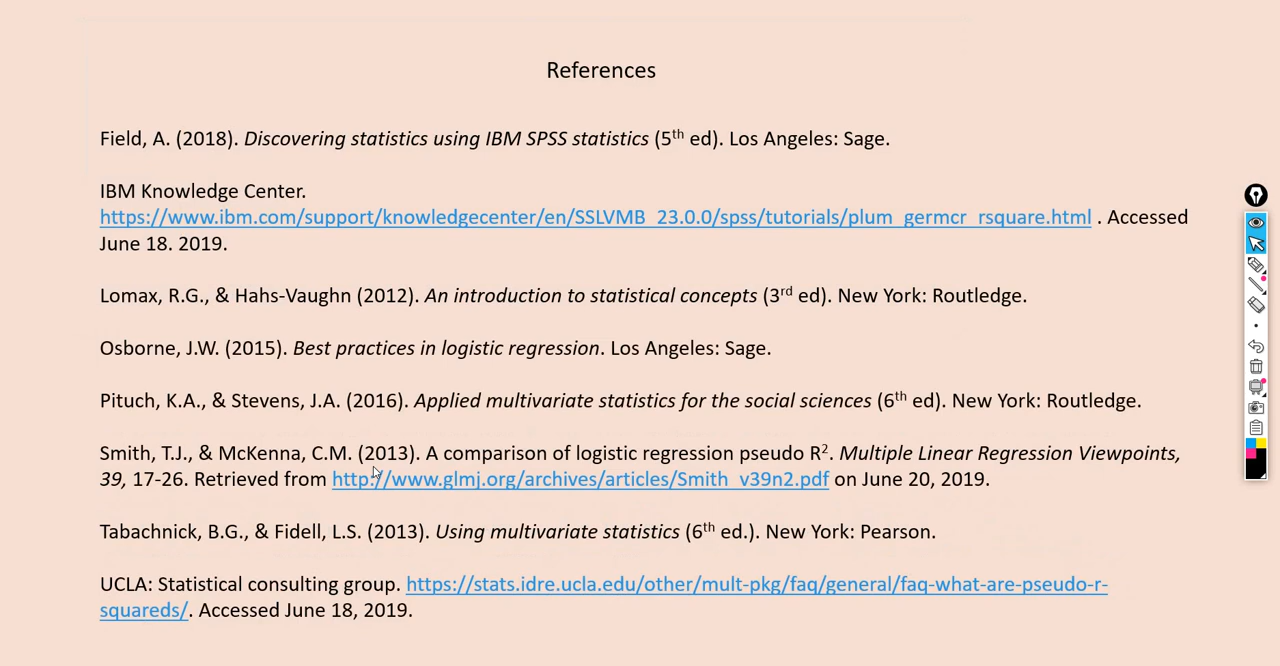 References
Field, A. (2018). Discovering statistics using IBM SPSS statistics (5th ed). Los Angeles: Sage.
IBM Knowledge Center.
https://www.ibm.com/support/knowledgecenter/en/SSLVMB_23.0.0/spss/tutorials/plum_germcr_rsquare.html . Accessed
June 18. 2019.
Lomax, R.G., & Hahs-Vaughn (2012). An introduction to statistical concepts (3rd ed). New York: Routledge.
Osborne, J.W. (2015). Best practices in logistic regression. Los Angeles: Sage.
Pituch, K.A., & Stevens, J.A. (2016). Applied multivariate statistics for the social sciences (6th ed). New York: Routledge.
Smith, T.J., & McKenna, C.M. (2013). A comparison of logistic regression pseudo R2. Multiple Linear Regression Viewpoints,
39, 17-26. Retrieved from http://www.glmj.org/archives/articles/Smith_v39n2.pdf on June 20, 2019.
Tabachnick, B.G., & Fidell, L.S. (2013). Using multivariate statistics (6th ed.). New York: Pearson.
UCLA: Statistical consulting group. https://stats.idre.ucla.edu/other/mult-pkg/faq/general/faq-what-are-pseudo-r-
squareds/. Accessed June 18, 2019.